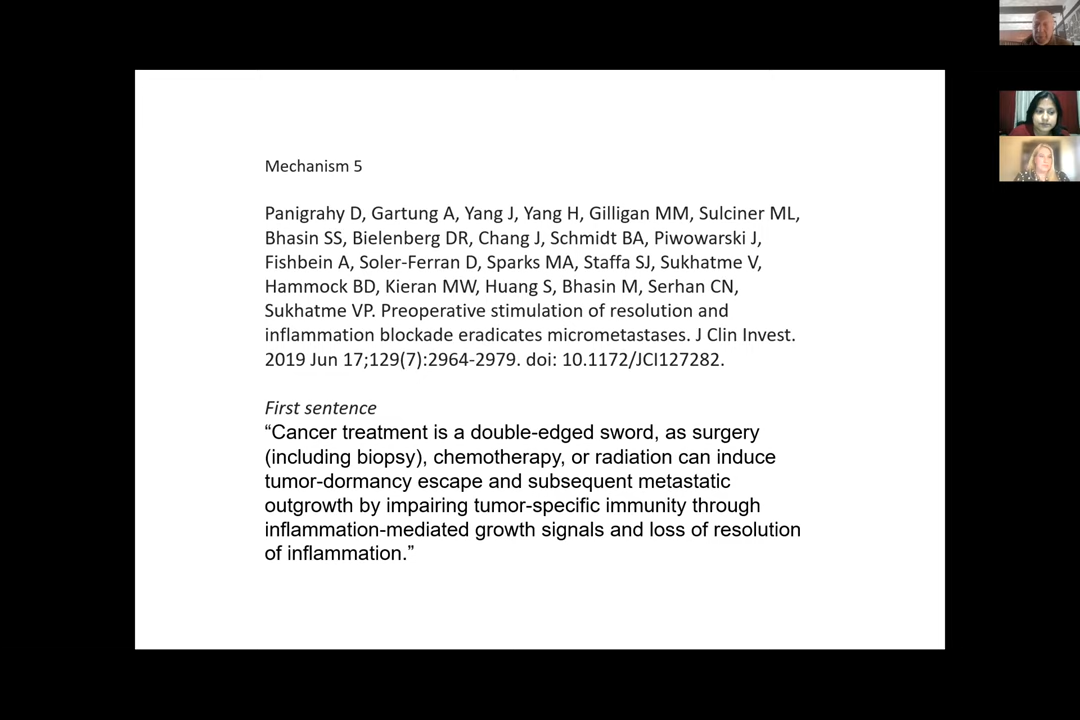 Mechanism 5
Panigrahy D, Gartung A, Yang J, Yang H, Gilligan MM, Sulciner ML,
Bhasin SS, Bielenberg DR, Chang J, Schmidt BA, Piwowarski J,
Fishbein A, Soler-Ferran D, Sparks MA, Staffa SJ, Sukhatme V,
Hammock BD, Kieran MW, Huang S, Bhasin M, Serhan CN,
Sukhatme VP. Preoperative stimulation of resolution and
inflammation blockade eradicates micrometastases. J Clin Invest.
2019 Jun 17;129(7):2964-2979. doi: 10.1172/JCI127282.
First sentence
“Cancer treatment is a double-edged sword, as surgery
(including biopsy), chemotherapy, or radiation can induce
tumor-dormancy escape and subsequent metastatic
outgrowth by impairing tumor-specific immunity through
inflammation-mediated growth signals and loss of resolution
of inflammation.”